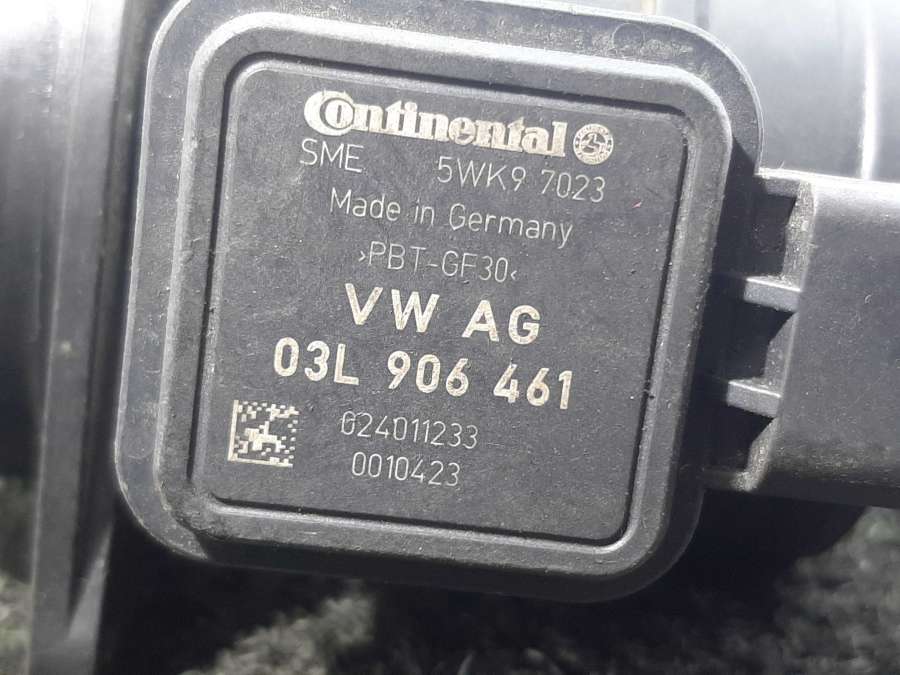 Continental
SME 5WK9 7023
Made in Germany
>PBT-GF30<
VW AG
03L 906 461
024011233
0010423